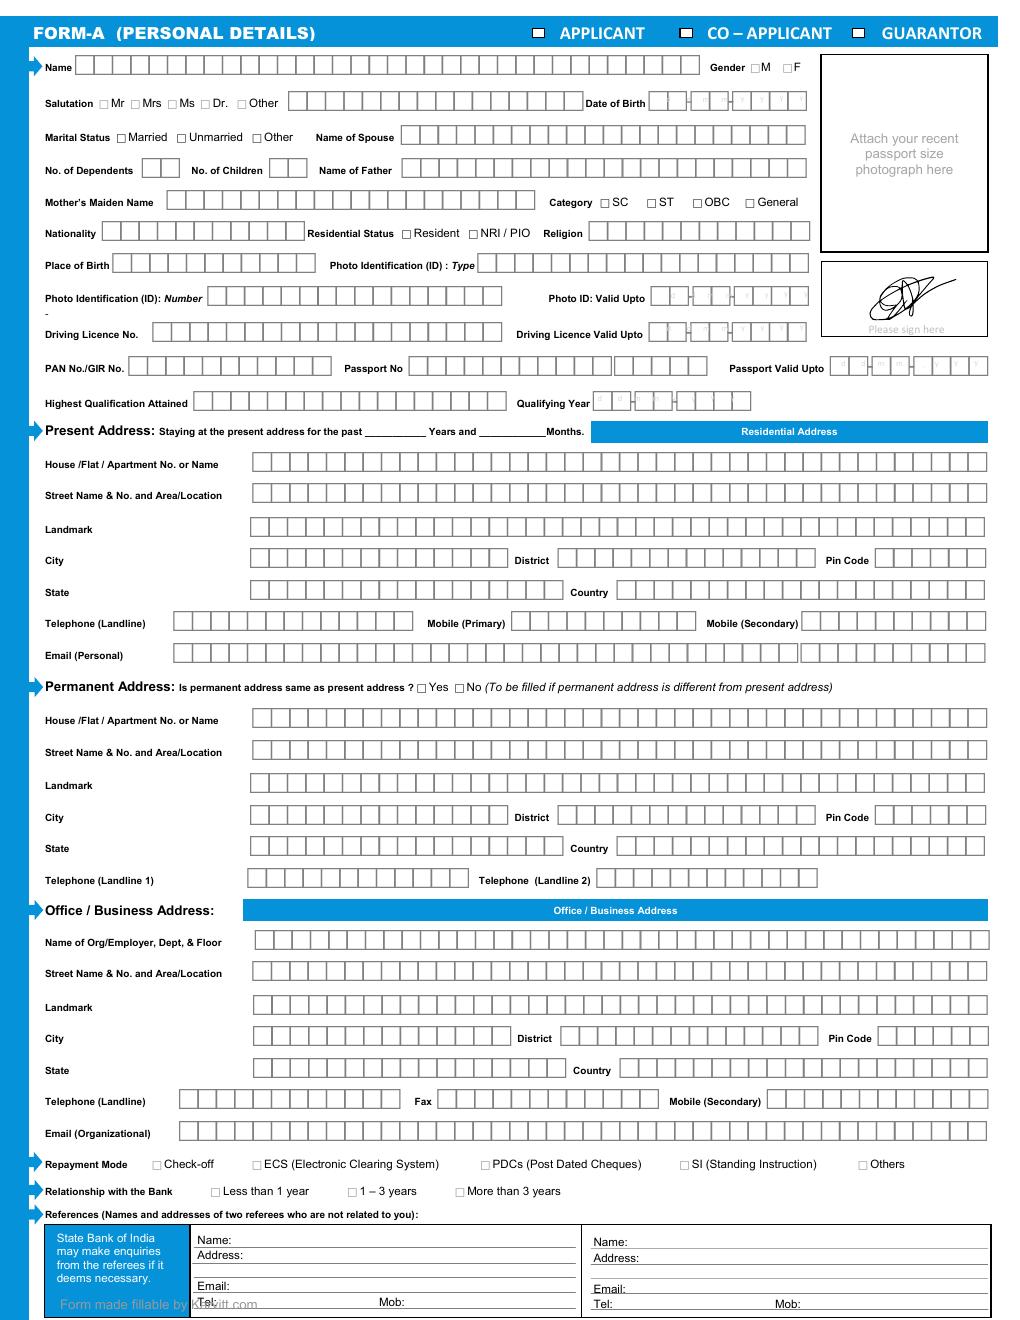 FORM-A (PERSONAL DETAILS) APPLICANT CO – APPLICANT GUARANTOR
Name Gender M F
Salutation Mr Mrs Ms Dr. Other Date of Birth m m y y y y
Attach your recent
passport size
photograph here
Marital Status Married Unmarried Other Name of Spouse
No. of Dependents No. of Children Name of Father
Mother's Maiden Name Category SC ST OBC General
Nationality Residential Status Resident NRI / PIO Religion
Place of Birth Photo Identification (ID) : Type
Photo Identification (ID): Number Photo ID: Valid Upto d m m y y y y
-
Please sign here
Driving Licence No. Driving Licence Valid Upto d m m y y y y
PAN No./GIR No. Passport No Passport Valid Upto d d m m y y y
Highest Qualification Attained Qualifying Year d d m m y y y
Present Address: Staying at the present address for the past ___________ Years and ____________Months. Residential Address
House /Flat / Apartment No. or Name
Street Name & No. and Area/Location
Landmark
City District Pin Code
State Country
Telephone (Landline) Mobile (Primary) Mobile (Secondary)
Email (Personal)
Permanent Address: Is permanent address same as present address ? Yes No (To be filled if permanent address is different from present address)
House /Flat / Apartment No. or Name
Street Name & No. and Area/Location
Landmark
City District Pin Code
State Country
Telephone (Landline 1) Telephone (Landline 2)
Office / Business Address: Office / Business Address
Name of Org/Employer, Dept, & Floor
Street Name & No. and Area/Location
Landmark
City District Pin Code
State Country
Telephone (Landline) Fax Mobile (Secondary)
Email (Organizational)
Repayment Mode Check-off ECS (Electronic Clearing System) PDCs (Post Dated Cheques) SI (Standing Instruction) Others
Relationship with the Bank Less than 1 year 1 – 3 years More than 3 years
References (Names and addresses of two referees who are not related to you):
State Bank of India
may make enquiries
from the referees if it
deems necessary.
Name:
Address:
Email:
Tel: Mob:
Name:
Address:
Email:
Tel: Mob:
Form made fillable by